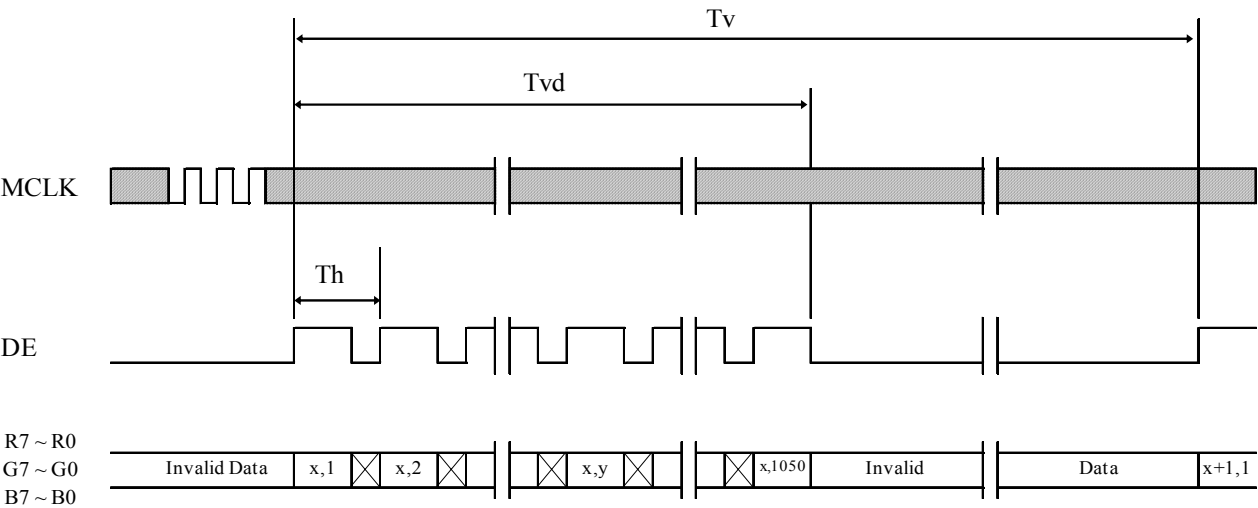 Tv
Tvd
MCLK
Th
DE
R7 ~ R0
G7 ~ G0
B7 ~ B0
Invalid Data x,1 x,2 x,y x,1050 Invalid Data x+1,1